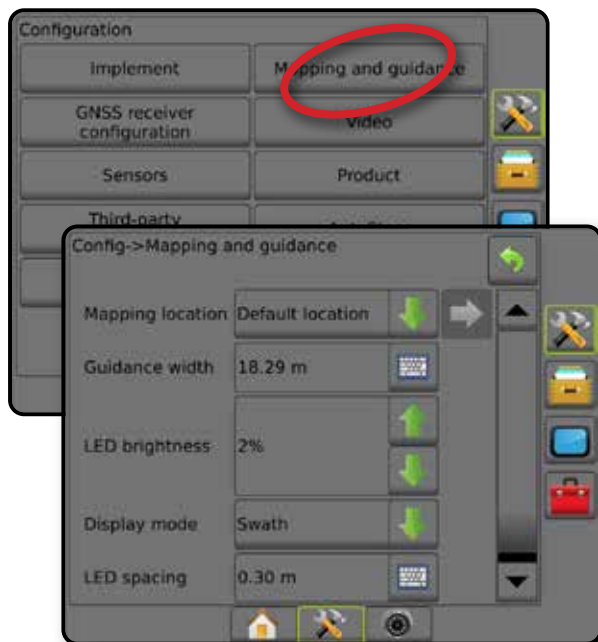 Configuration
Implement
Mapping and guidance
GNSS receiver
configuration
Video
Sensors
Product
Third-party
Config->Mapping and guidance
Mapping location
Default location
Guidance width
18.29 m
LED brightness
2%
Display mode
Swath
LED spacing
0.30 m